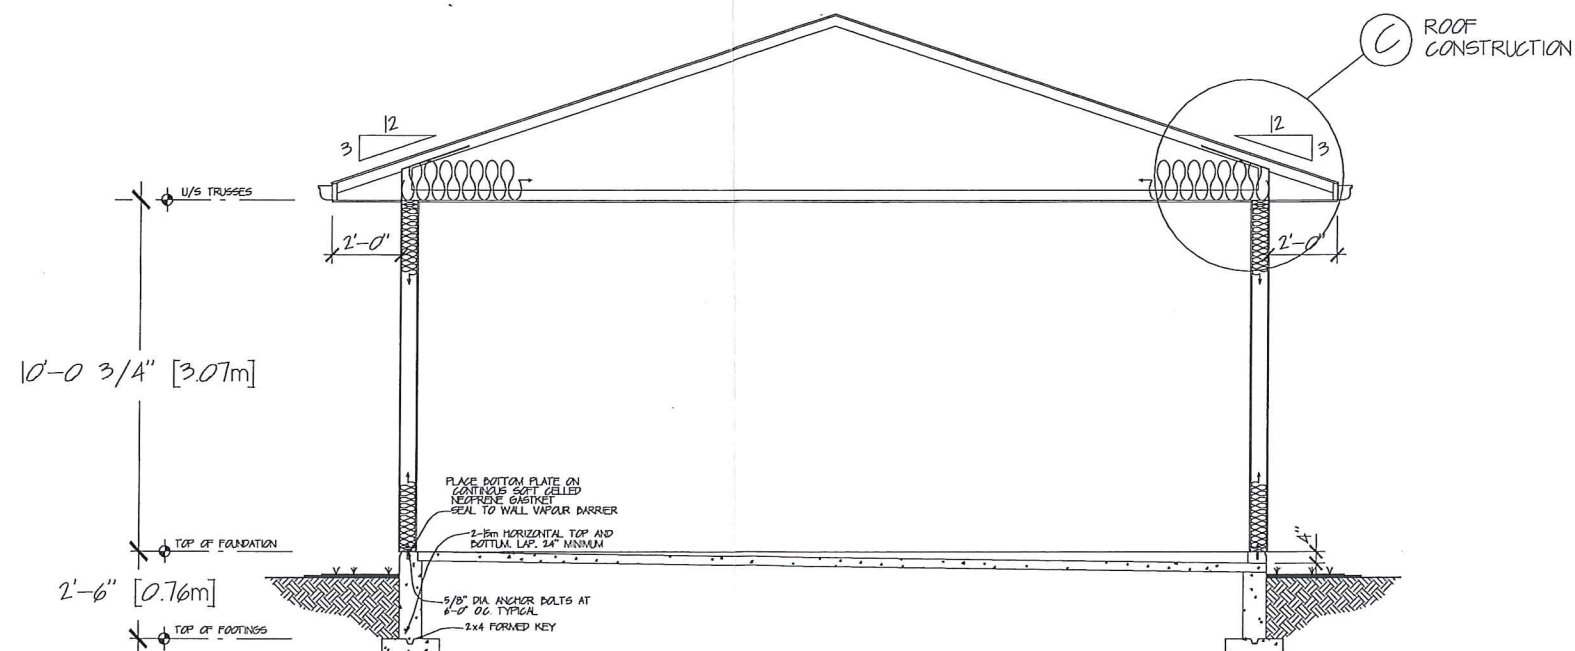 C
ROOF
CONSTRUCTION
12
3
12
3
U/S TRUSSES
2'-0"
2'-0"
10'-0 3/4" [3.07m]
PLACE BOTTOM PLATE ON
CONTINOUS SOFT CELLED
NEOPRENE GASTKET
SEAL TO WALL VAPOUR BARRIER
2-15m HORIZONTAL TOP AND
BOTTUM. LAP. 24" MINIMUM
TOP OF FOUNDATION
4"
2'-6" [0.76m]
5/8" DIA. ANCHOR BOLTS AT
6'-0" O.C. TYPICAL
2x4 FORMED KEY
TOP OF FOOTINGS